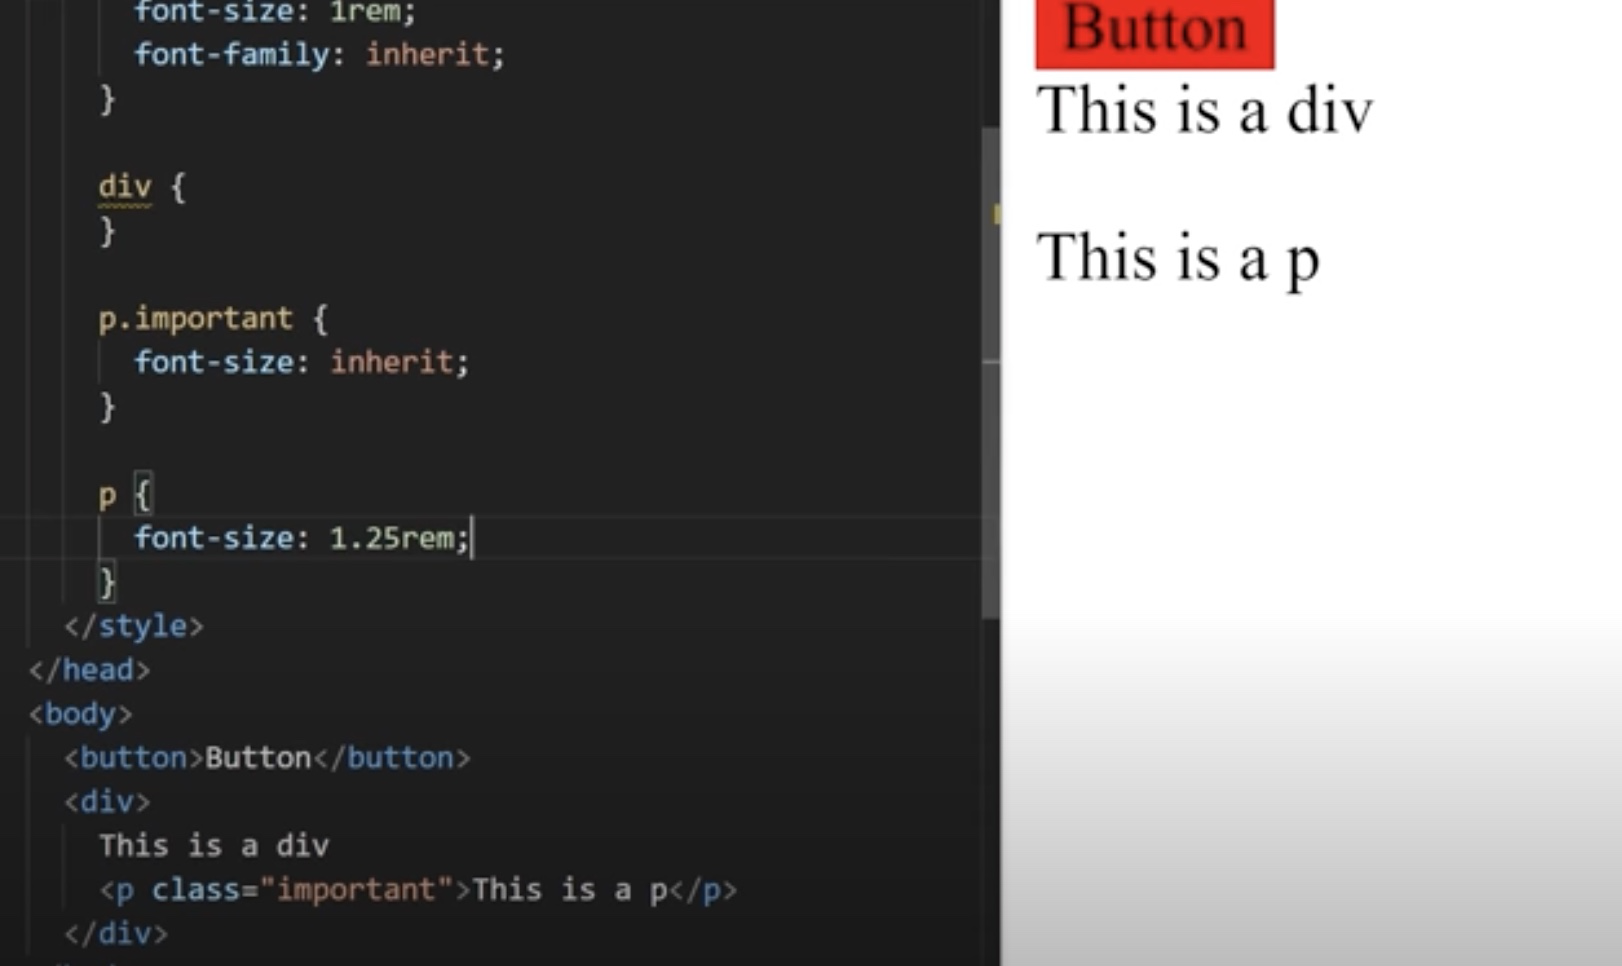 font-size: 1rem;
font-family: inherit;
}
div {
}
p.important {
font-size: inherit;
}
p {
font-size: 1.25rem;
}
</style>
</head>
<body>
<button>Button</button>
<div>
This is a div
<p class="important">This is a p</p>
</div>
Button
This is a div
This is a p